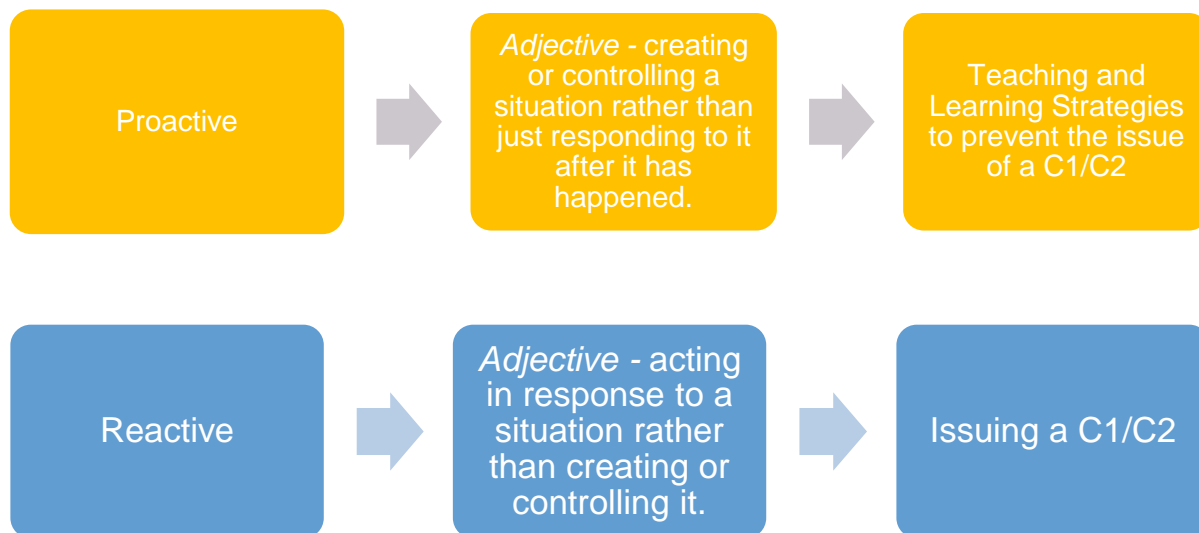 Proactive
Adjective - creating
or controlling a
situation rather than
just responding to it
after it has
happened.
Teaching and
Learning Strategies
to prevent the issue
of a C1/C2
Reactive
Adjective - acting
in response to a
situation rather
than creating or
controlling it.
Issuing a C1/C2